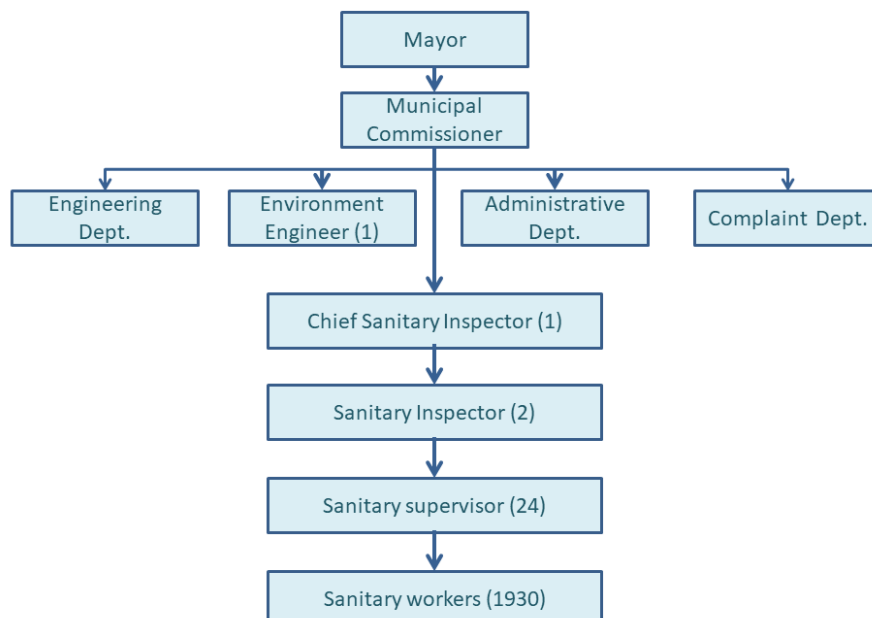 Mayor
Municipal
Commissioner
Engineering
Dept.
Environment
Engineer (1)
Administrative
Dept.
Complaint Dept.
Chief Sanitary Inspector (1)
Sanitary Inspector (2)
Sanitary supervisor (24)
Sanitary workers (1930)